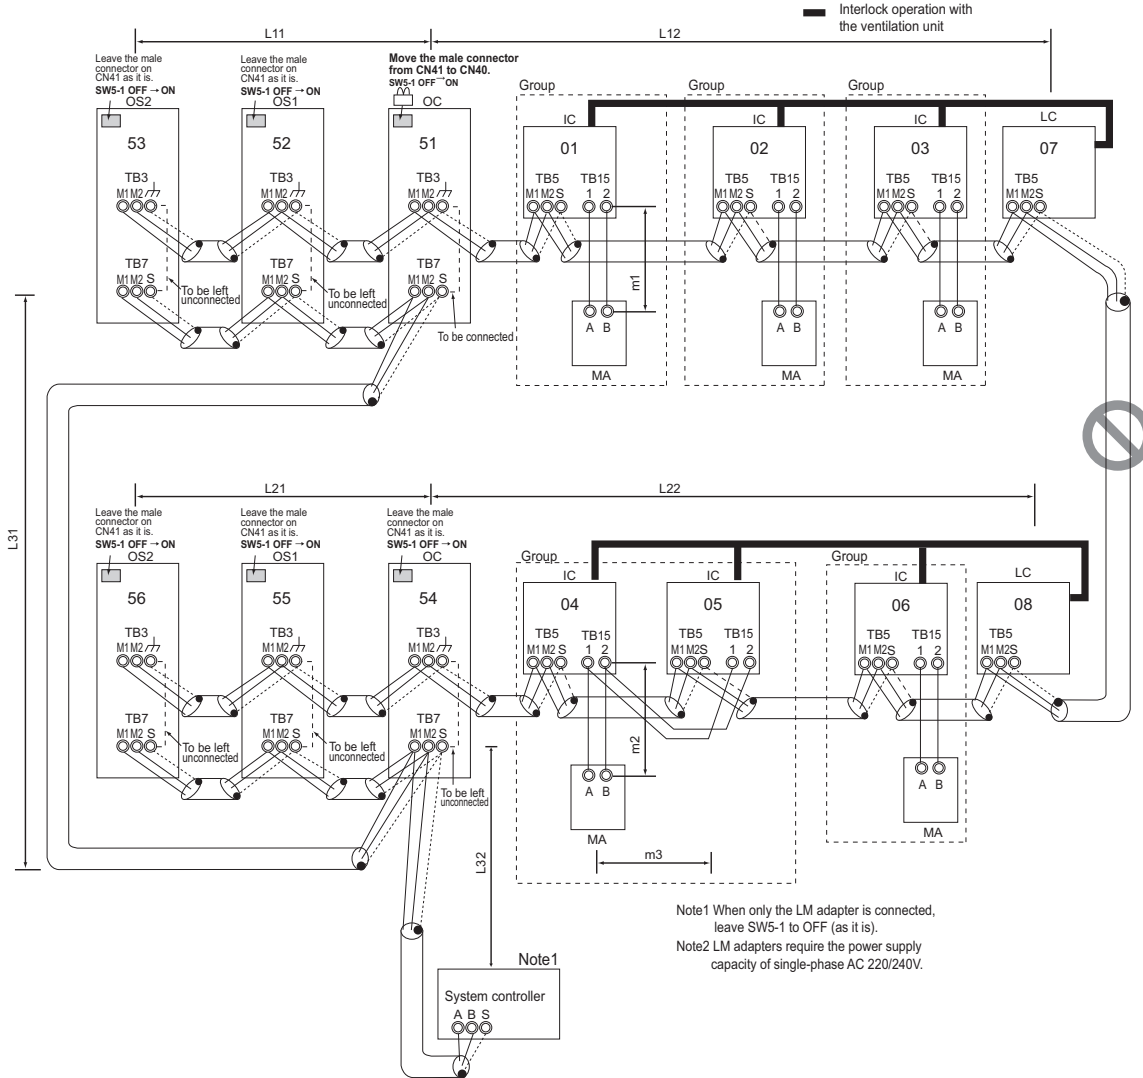 Interlock operation with
the ventilation unit
L11
L12
Leave the male
connector on
CN41 as it is.
SW5-1 OFF → ON
OS2
Leave the male
connector on
CN41 as it is.
SW5-1 OFF → ON
OS1
Move the male connector
from CN41 to CN40.
SW5-1 OFF → ON
OC
Group
Group
Group
IC
IC
IC
LC
53
52
51
01
02
03
07
TB3
M1 M2
TB3
M1 M2
TB3
M1 M2
TB5
M1 M2 S
TB15
1 2
TB5
M1 M2 S
TB15
1 2
TB5
M1 M2 S
TB15
1 2
TB5
M1 M2 S
TB7
M1 M2 S
To be left
unconnected
TB7
M1 M2 S
To be left
unconnected
TB7
M1 M2 S
To be connected
m1
A B
MA
A B
MA
A B
MA
L31
L21
L22
Leave the male
connector on
CN41 as it is.
SW5-1 OFF → ON
OS2
Leave the male
connector on
CN41 as it is.
SW5-1 OFF → ON
OS1
Leave the male
connector on
CN41 as it is.
SW5-1 OFF → ON
OC
Group
Group
IC
IC
IC
LC
56
55
54
04
05
06
08
TB3
M1 M2
TB3
M1 M2
TB3
M1 M2
TB5
M1 M2 S
TB15
1 2
TB5
M1 M2 S
TB15
1 2
TB5
M1 M2 S
TB15
1 2
TB5
M1 M2 S
TB7
M1 M2 S
To be left
unconnected
TB7
M1 M2 S
To be left
unconnected
TB7
M1 M2 S
To be left
unconnected
m2
A B
MA
A B
MA
m3
L32
Note1 When only the LM adapter is connected,
leave SW5-1 to OFF (as it is).
Note2 LM adapters require the power supply
capacity of single-phase AC 220/240V.
Note1
System controller
A B S